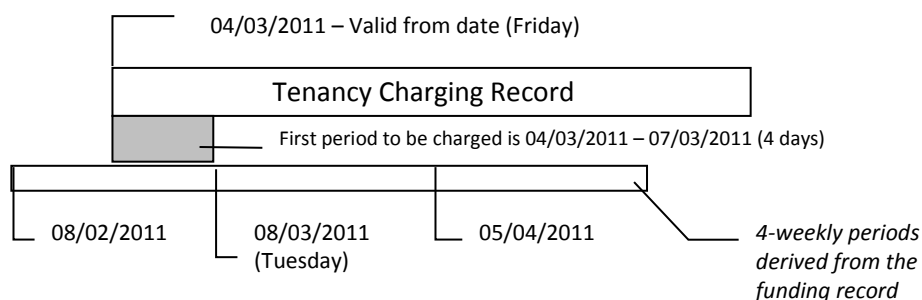 04/03/2011 – Valid from date (Friday)
Tenancy Charging Record
First period to be charged is 04/03/2011 – 07/03/2011 (4 days)
08/02/2011
08/03/2011
(Tuesday)
05/04/2011
4-weekly periods
derived from the
funding record